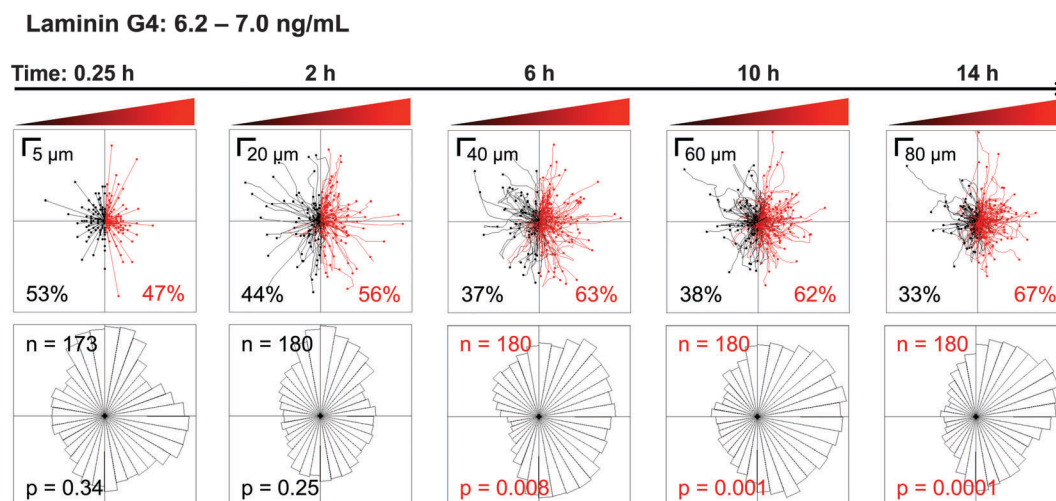 Laminin G4: 6.2 – 7.0 ng/mL
Time: 0.25 h 2 h 6 h 10 h 14 h
5 µm 20 µm 40 µm 60 µm 80 µm
53% 47% 44% 56% 37% 63% 38% 62% 33% 67%
n = 173 n = 180 n = 180 n = 180 n = 180
p = 0.34 p = 0.25 p = 0.008 p = 0.001 p = 0.0001